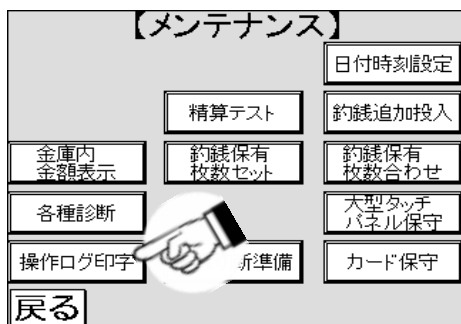 【メンテナンス】
日付時刻設定
精算テスト
釣銭追加投入
金庫内
金額表示
釣銭保有
枚数セット
釣銭保有
枚数合わせ
各種診断
大型タッチ
パネル保守
操作ログ印字
新準備
カード保守
戻る